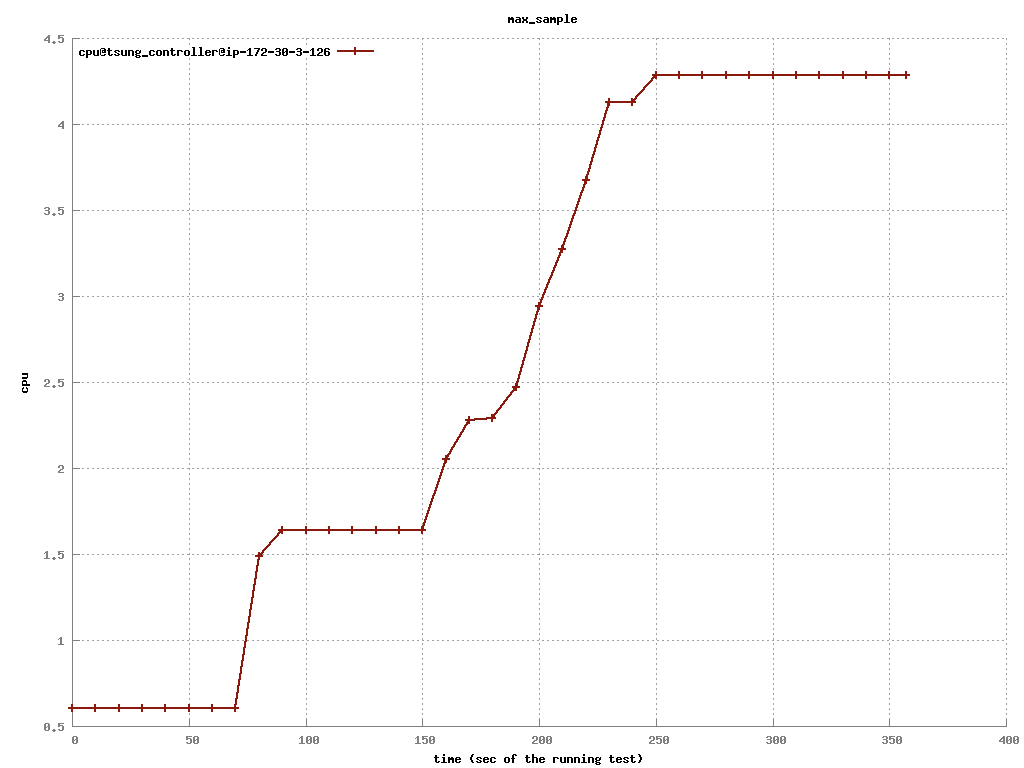 max_sample
cpu@tsung_controller@ip-172-30-3-126
4.5
4
3.5
3
2.5
2
1.5
1
0.5
cpu
0 50 100 150 200 250 300 350 400
time (sec of the running test)